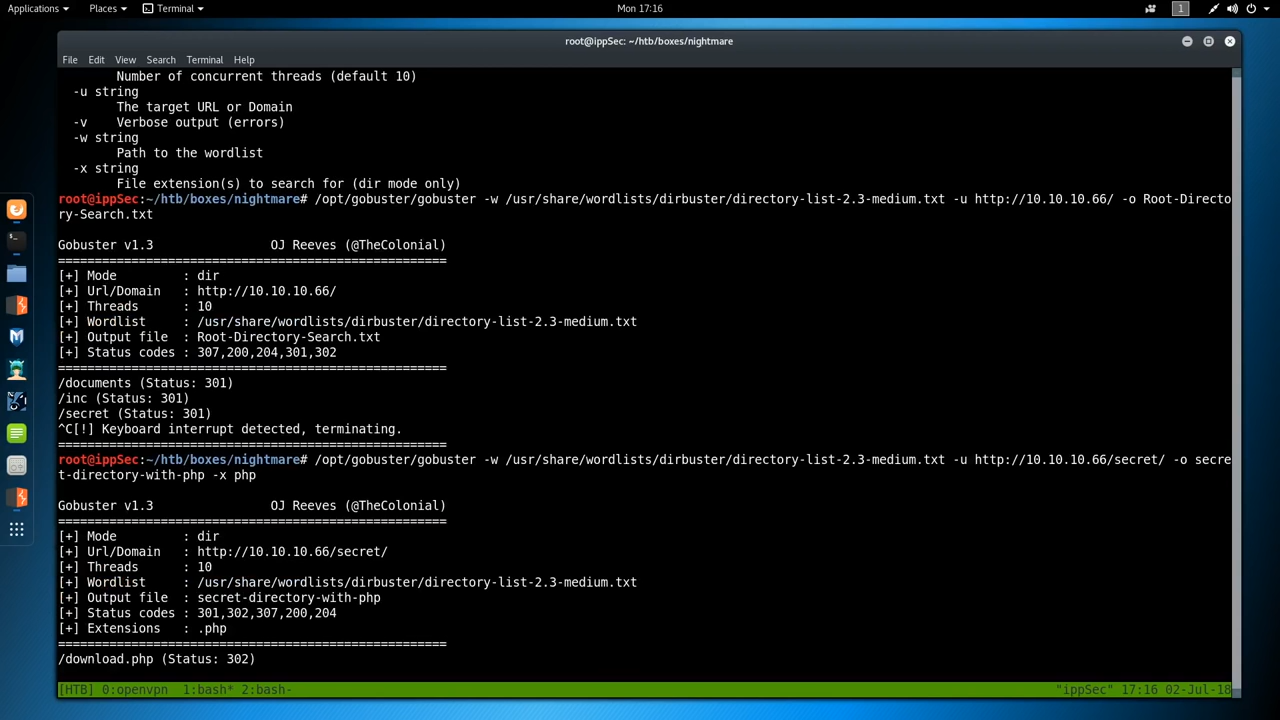 Applications Places Terminal Mon 17:16 1
root@ippSec: ~/htb/boxes/nightmare
File Edit View Search Terminal Help
Number of concurrent threads (default 10)
-u string
The target URL or Domain
-v Verbose output (errors)
-w string
Path to the wordlist
-x string
File extension(s) to search for (dir mode only)
root@ippSec:~/htb/boxes/nightmare# /opt/gobuster/gobuster -w /usr/share/wordlists/dirbuster/directory-list-2.3-medium.txt -u http://10.10.10.66/ -o Root-Directo
ry-Search.txt
Gobuster v1.3 OJ Reeves (@TheColonial)
=====================================================
[+] Mode : dir
[+] Url/Domain : http://10.10.10.66/
[+] Threads : 10
[+] Wordlist : /usr/share/wordlists/dirbuster/directory-list-2.3-medium.txt
[+] Output file : Root-Directory-Search.txt
[+] Status codes : 307,200,204,301,302
=====================================================
/documents (Status: 301)
/inc (Status: 301)
/secret (Status: 301)
^C[!] Keyboard interrupt detected, terminating.
=====================================================
root@ippSec:~/htb/boxes/nightmare# /opt/gobuster/gobuster -w /usr/share/wordlists/dirbuster/directory-list-2.3-medium.txt -u http://10.10.10.66/secret/ -o secre
t-directory-with-php -x php
Gobuster v1.3 OJ Reeves (@TheColonial)
=====================================================
[+] Mode : dir
[+] Url/Domain : http://10.10.10.66/secret/
[+] Threads : 10
[+] Wordlist : /usr/share/wordlists/dirbuster/directory-list-2.3-medium.txt
[+] Output file : secret-directory-with-php
[+] Status codes : 301,302,307,200,204
[+] Extensions : .php
=====================================================
/download.php (Status: 302)
[HTB] 0:openvpn 1:bash* 2:bash- "ippSec" 17:16 02-Jul-18